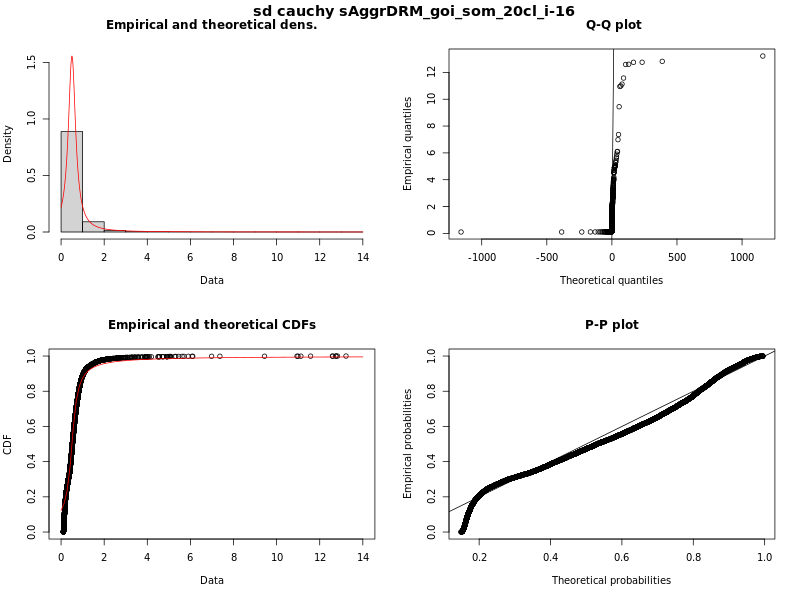 sd cauchy sAggrDRM_goi_som_20cl_i-16
Empirical and theoretical dens.
Density
0.0 0.5 1.0 1.5
0 2 4 6 8 10 12 14
Data
Q-Q plot
Empirical quantiles
0 2 4 6 8 10 12
-1000 -500 0 500 1000
Theoretical quantiles
Empirical and theoretical CDFs
CDF
0.0 0.2 0.4 0.6 0.8 1.0
0 2 4 6 8 10 12 14
Data
P-P plot
Empirical probabilities
0.0 0.2 0.4 0.6 0.8 1.0
0.2 0.4 0.6 0.8 1.0
Theoretical probabilities